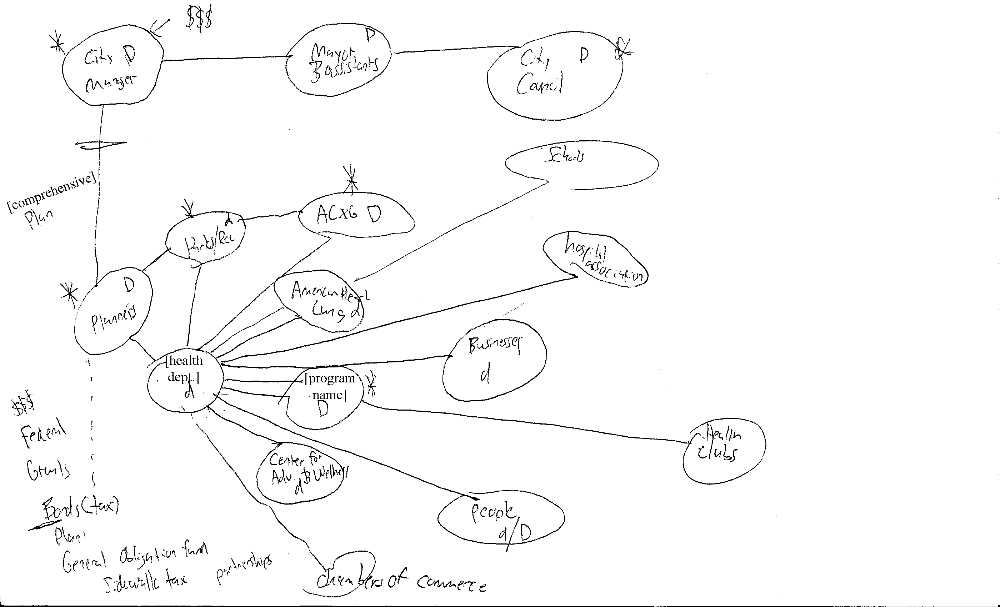 $$$
City D
Manager
D
Mayor
& assistants
City D
Council
Schools
[comprehensive]
Plan
ACXG D
d
Parks/Rec
hospital
association
D
Planners
American Heart
Lung d
Businesses
d
[health
dept.]
d
[program
name]
D
$$$
Federal
Grants
Health
clubs
Center for
Adv. & Wellness
d
Bonds (tax)
Plan
people
d/D
General Obligation fund
Sidewalk tax
partnerships
chambers of commerce